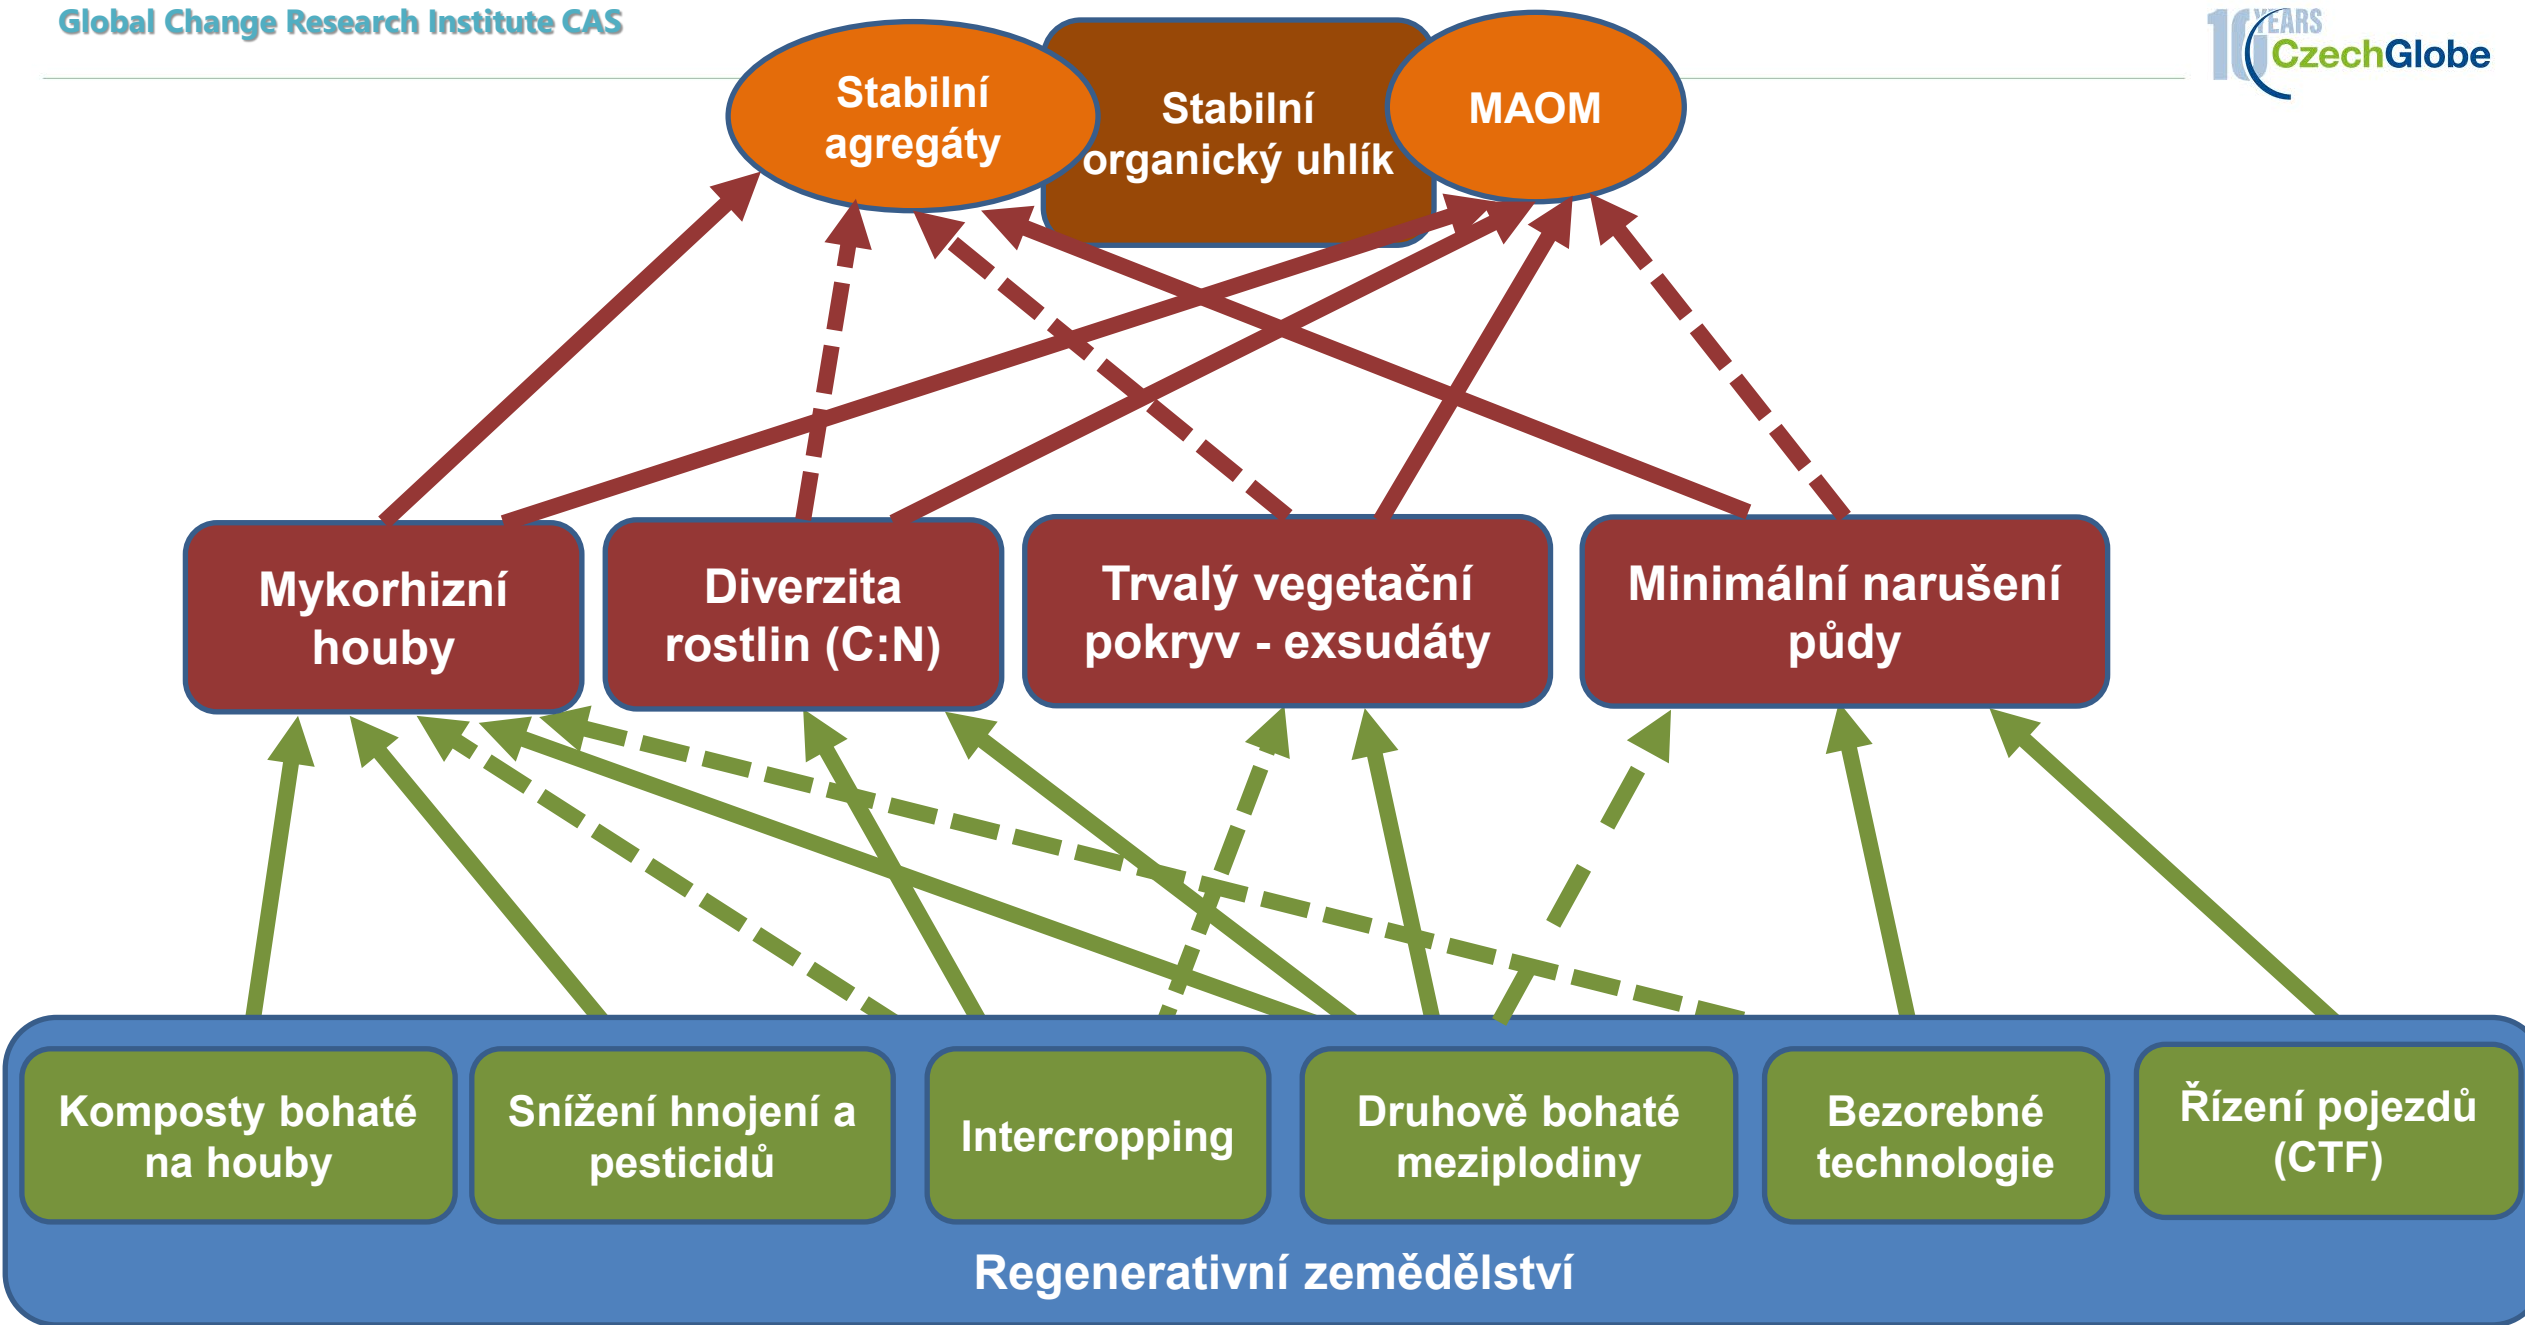 Global Change Research Institute CAS
10 YEARS
CzechGlobe
Stabilní
agregáty
Stabilní
organický uhlík
MAOM
Mykorhizní
houby
Diverzita
rostlin (C:N)
Trvalý vegetační
pokryv - exsudáty
Minimální narušení
půdy
Komposty bohaté
na houby
Snížení hnojení a
pesticidů
Intercropping
Druhově bohaté
meziplodiny
Bezorebné
technologie
Řízení pojezdů
(CTF)
Regenerativní zemědělství